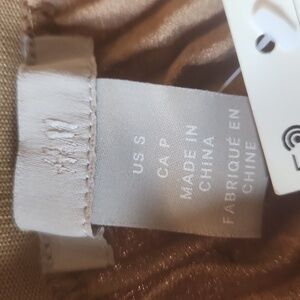 US S
CA P
MADE IN
CHINA
FABRIQUÉ EN
CHINE